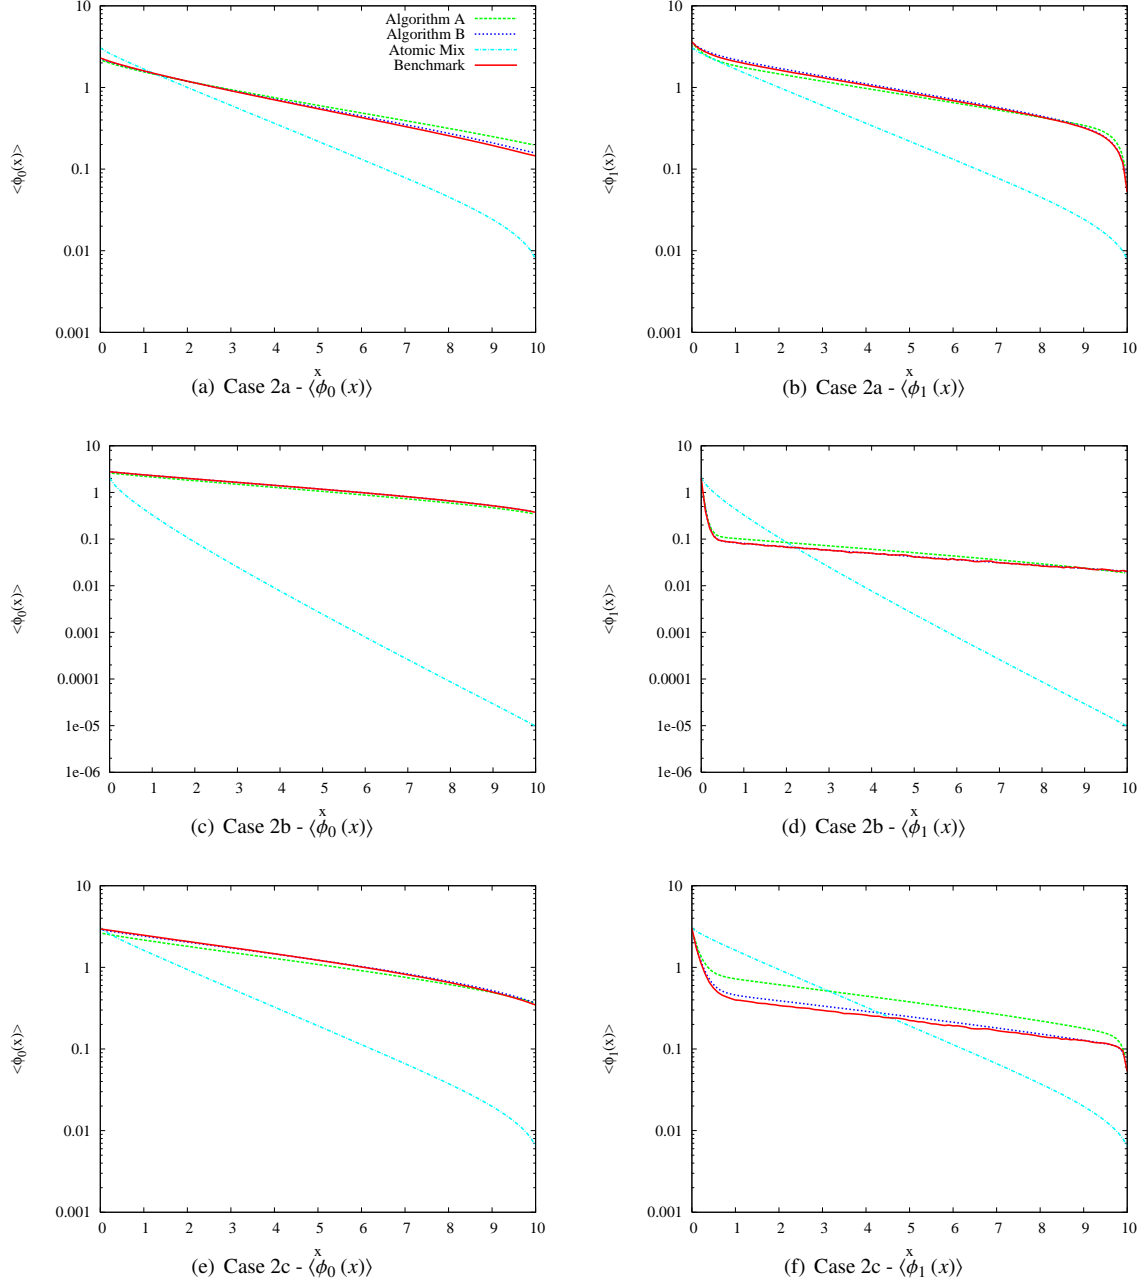 10
1
0.1
0.01
0.001
<ϕ0(x)>
0 1 2 3 4 5 6 7 8 9 10
x
Algorithm A
Algorithm B
Atomic Mix
Benchmark
(a) Case 2a - ⟨ϕ0 (x)⟩
10
1
0.1
0.01
0.001
<ϕ1(x)>
0 1 2 3 4 5 6 7 8 9 10
x
(b) Case 2a - ⟨ϕ1 (x)⟩
10
1
0.1
0.01
0.001
0.0001
1e-05
1e-06
<ϕ0(x)>
0 1 2 3 4 5 6 7 8 9 10
x
(c) Case 2b - ⟨ϕ0 (x)⟩
10
1
0.1
0.01
0.001
0.0001
1e-05
1e-06
<ϕ1(x)>
0 1 2 3 4 5 6 7 8 9 10
x
(d) Case 2b - ⟨ϕ1 (x)⟩
10
1
0.1
0.01
0.001
<ϕ0(x)>
0 1 2 3 4 5 6 7 8 9 10
x
(e) Case 2c - ⟨ϕ0 (x)⟩
10
1
0.1
0.01
0.001
<ϕ1(x)>
0 1 2 3 4 5 6 7 8 9 10
x
(f) Case 2c - ⟨ϕ1 (x)⟩